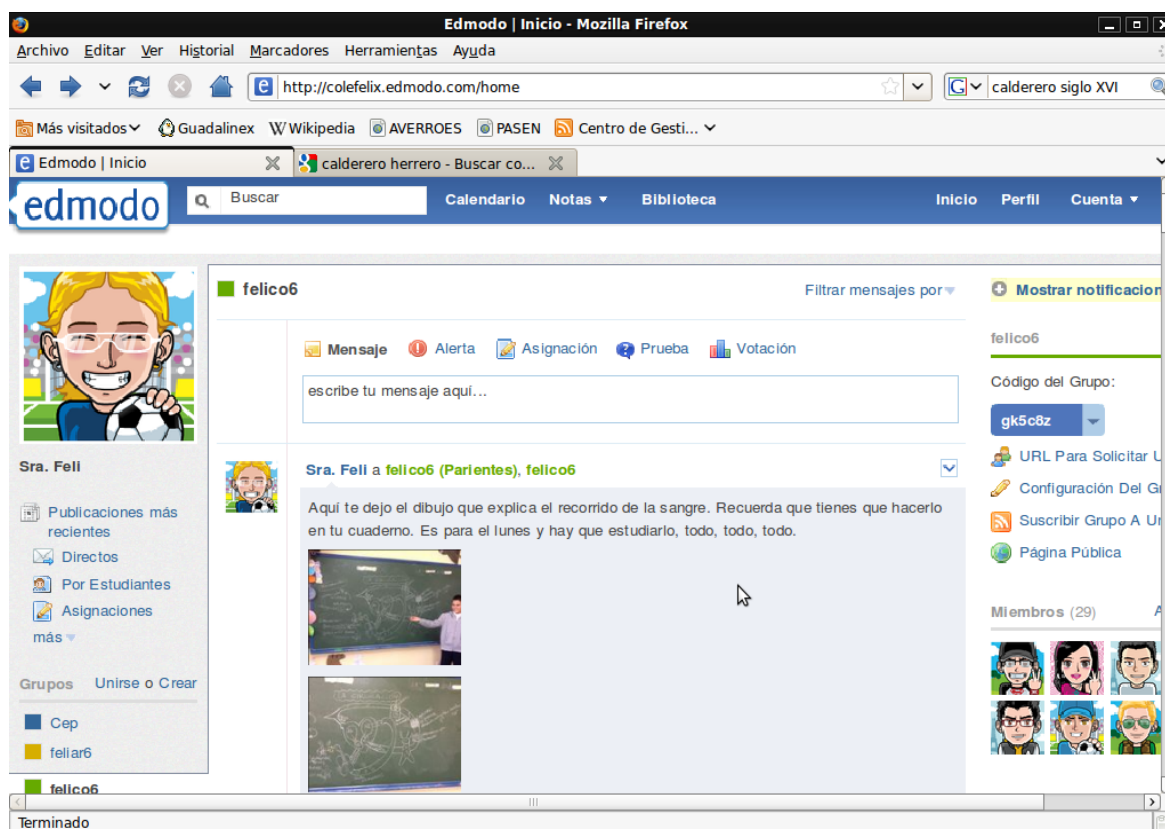 Edmodo | Inicio - Mozilla Firefox
Archivo Editar Ver Historial Marcadores Herramientas Ayuda
http://colefelix.edmodo.com/home
calderero siglo XVI
Más visitados Guadalinex Wikipedia AVERROES PASEN Centro de Gesti...
Edmodo | Inicio
calderero herrero - Buscar co...
edmodo
Buscar
Calendario Notas Biblioteca
Inicio Perfil Cuenta
felico6
Filtrar mensajes por
Mensaje Alerta Asignación Prueba Votación
escribe tu mensaje aquí...
Sra. Feli
Publicaciones más
recientes
Directos
Por Estudiantes
Asignaciones
más
Grupos Unirse o Crear
Cep
feliar6
felico6
Sra. Feli a felico6 (Parientes), felico6
Aquí te dejo el dibujo que explica el recorrido de la sangre. Recuerda que tienes que hacerlo
en tu cuaderno. Es para el lunes y hay que estudiarlo, todo, todo, todo.
Mostrar notificacion
felico6
Código del Grupo:
gk5c8z
URL Para Solicitar U
Configuración Del Gr
Suscribir Grupo A Un
Página Pública
Miembros (29)
A
Terminado